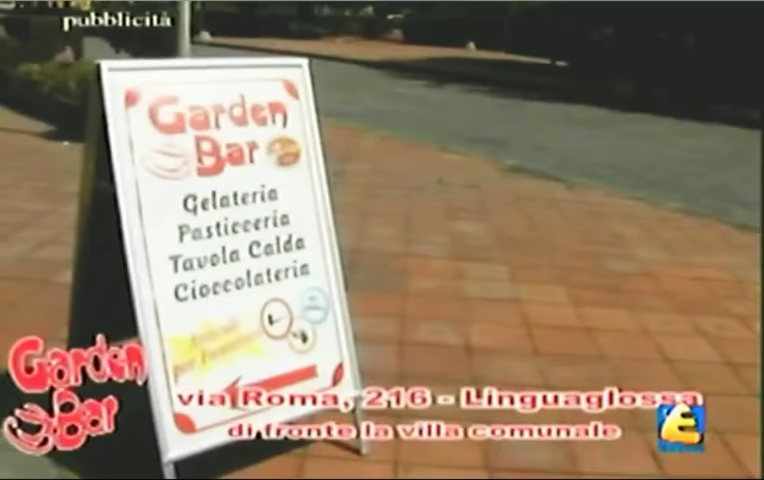 pubblicità
Garden
Bar
Gelateria
Pasticceria
Tavola Calda
Cioccolateria
Garden
Bar
via Roma, 216 - Linguaglossa
di fronte la villa comunale
E